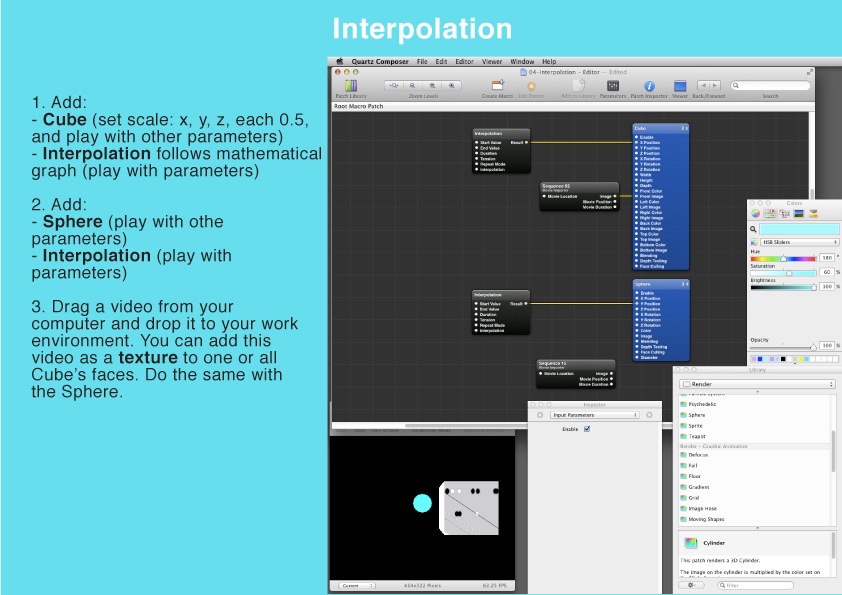 Interpolation
1. Add:
- Cube (set scale: x, y, z, each 0.5,
and play with other parameters)
- Interpolation follows mathematical
graph (play with parameters)
2. Add:
- Sphere (play with othe
parameters)
- Interpolation (play with
parameters)
3. Drag a video from your
computer and drop it to your work
environment. You can add this
video as a texture to one or all
Cube's faces. Do the same with
the Sphere.
Quartz Composer File Edit Editor Viewer Window Help
04-Interpolation - Editor — Edited
Patch Library Zoom Levels Create Macro Edit Parent Add to Library Parameters Patch Inspector Viewer Back/Forward Search
Root Macro Patch
Interpolation
Start Value Result
End Value
Duration
Tension
Repeat Mode
Interpolation
Sequence 02
Movie Importer
Movie Location Image
Movie Position
Movie Duration
Cube 2
Enable
X Position
Y Position
Z Position
X Rotation
Y Rotation
Z Rotation
Width
Height
Depth
Front Color
Front Image
Left Color
Left Image
Right Color
Right Image
Back Color
Back Image
Top Color
Top Image
Bottom Color
Bottom Image
Blending
Depth Testing
Face Culling
Interpolation
Start Value Result
End Value
Duration
Tension
Repeat Mode
Interpolation
Sphere 3
Enable
X Position
Y Position
Z Position
X Rotation
Y Rotation
Z Rotation
Color
Image
Blending
Depth Testing
Face Culling
Diameter
Sequence 15
Movie Importer
Movie Location Image
Movie Position
Movie Duration
Colors
HSB Sliders
Hue
180 °
Saturation
60 %
Brightness
100 %
Opacity
100 %
Inspector
Input Parameters
Enable
Library
Render
Psychedelic
Sphere
Sprite
Teapot
Render - Graphic Animation
Defocus
Fall
Floor
Gradient
Grid
Image Hose
Moving Shapes
Cylinder
This patch renders a 3D Cylinder.
The image on the cylinder is multiplied by the color set on
Filter
Custom 414x322 Pixels 62.25 FPS